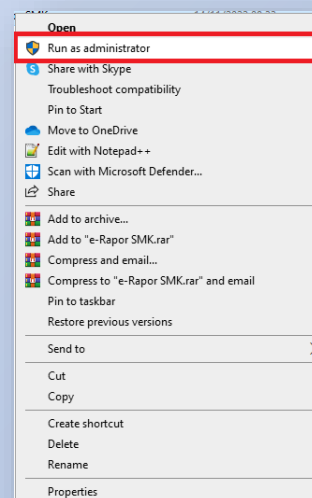 Open
Run as administrator
Share with Skype
Troubleshoot compatibility
Pin to Start
Move to OneDrive
Edit with Notepad++
Scan with Microsoft Defender...
Share
Add to archive...
Add to "e-Rapor SMK.rar"
Compress and email...
Compress to "e-Rapor SMK.rar" and email
Pin to taskbar
Restore previous versions
Send to
Cut
Copy
Create shortcut
Delete
Rename
Properties